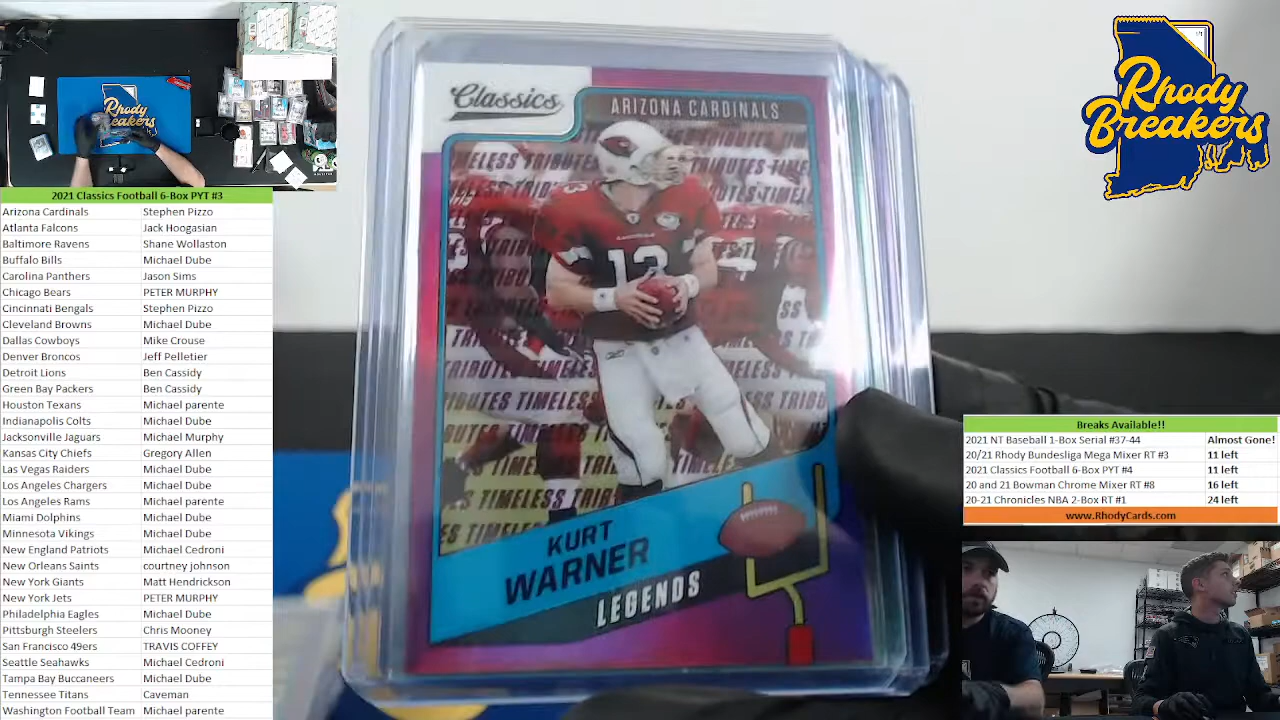 Rhody
Breakers
2021 Classics Football 6-Box PYT #3
Arizona Cardinals Stephen Pizzo
Atlanta Falcons Jack Hoogasian
Baltimore Ravens Shane Wollaston
Buffalo Bills Michael Dube
Carolina Panthers Jason Sims
Chicago Bears PETER MURPHY
Cincinnati Bengals Stephen Pizzo
Cleveland Browns Michael Dube
Dallas Cowboys Mike Crouse
Denver Broncos Jeff Pelletier
Detroit Lions Ben Cassidy
Green Bay Packers Ben Cassidy
Houston Texans Michael parente
Indianapolis Colts Michael Dube
Jacksonville Jaguars Michael Murphy
Kansas City Chiefs Gregory Allen
Las Vegas Raiders Michael Dube
Los Angeles Chargers Michael Dube
Los Angeles Rams Michael parente
Miami Dolphins Michael Dube
Minnesota Vikings Michael Dube
New England Patriots Michael Cedroni
New Orleans Saints courtney johnson
New York Giants Matt Hendrickson
New York Jets PETER MURPHY
Philadelphia Eagles Michael Dube
Pittsburgh Steelers Chris Mooney
San Francisco 49ers TRAVIS COFFEY
Seattle Seahawks Michael Cedroni
Tampa Bay Buccaneers Michael Dube
Tennessee Titans Caveman
Washington Football Team Michael parente
Classics
ARIZONA CARDINALS
TIMELESS TRIBUTES
13
KURT
WARNER
LEGENDS
Rhody
Breakers
Breaks Available!!
2021 NT Baseball 1-Box Serial #37-44 Almost Gone!
20/21 Rhody Bundesliga Mega Mixer RT #3 11 left
2021 Classics Football 6-Box PYT #4 11 left
20 and 21 Bowman Chrome Mixer RT #8 16 left
20-21 Chronicles NBA 2-Box RT #1 24 left
www.RhodyCards.com